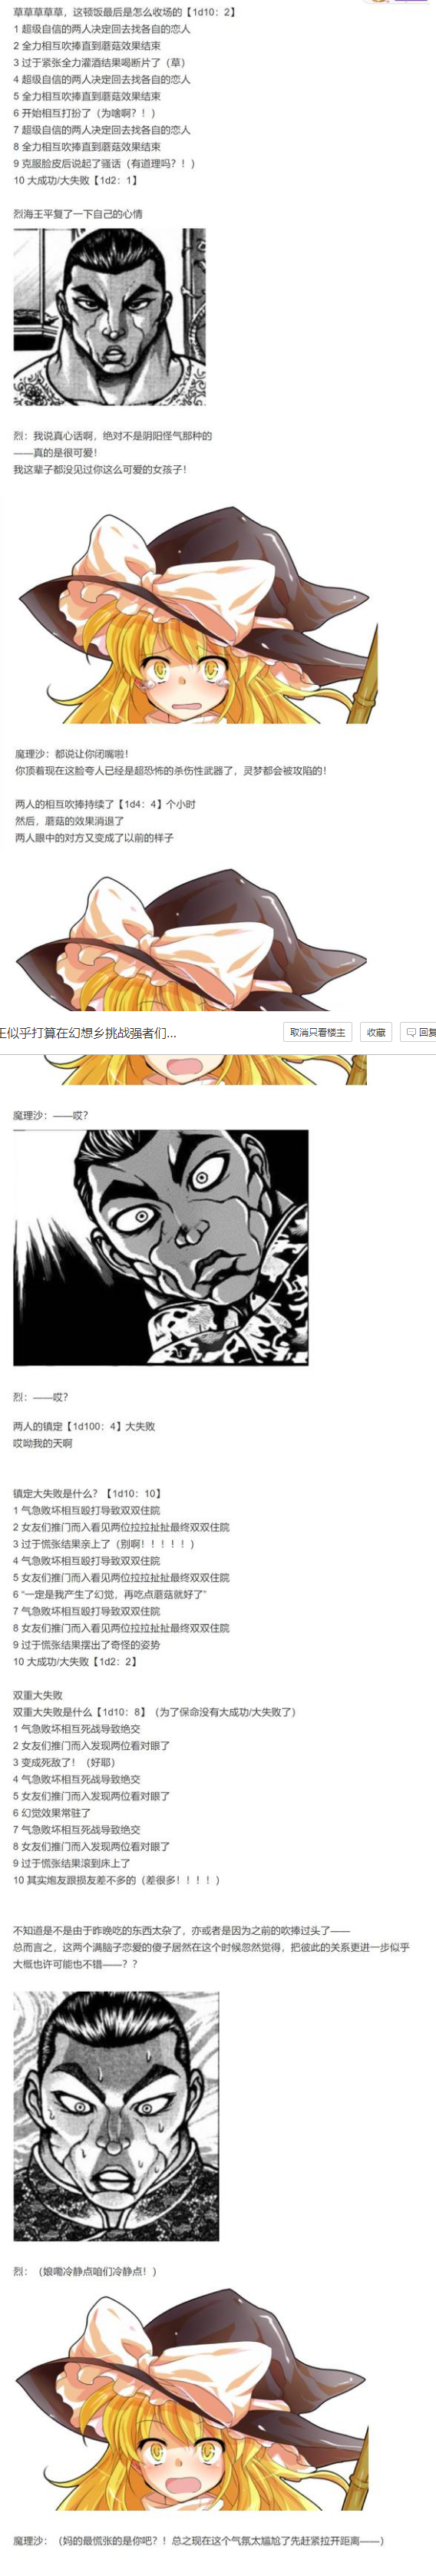 草草草草草，这顿饭最后是怎么收场的【1d10：2】
1 超级自信的两人决定回去找各自的恋人
2 全力相互吹捧直到蘑菇效果结束
3 过于紧张全力灌酒结果喝断片了（草）
4 超级自信的两人决定回去找各自的恋人
5 全力相互吹捧直到蘑菇效果结束
6 开始相互打扮了（为啥啊？！）
7 超级自信的两人决定回去找各自的恋人
8 全力相互吹捧直到蘑菇效果结束
9 克服脸皮后说起了骚话（有道理吗？！）
10 大成功/大失败【1d2：1】
烈海王平复了一下自己的心情
烈：我说真心话啊，绝对不是阴阳怪气那种的
——真的是很可爱！
我这辈子都没见过你这么可爱的女孩子！
魔理沙：都说让你闭嘴啦！
你顶着现在这脸夸人已经是超恐怖的杀伤性武器了，灵梦都会被攻陷的！
两人的相互吹捧持续了【1d4：4】个小时
然后，蘑菇的效果消退了
两人眼中的对方又变成了以前的样子
王似乎打算在幻想乡挑战强者们...
取消只看楼主
收藏
回复
魔理沙：——哎？
烈：——哎？
两人的镇定【1d100：4】大失败
哎呦我的天啊
镇定大失败是什么？【1d10：10】
1 气急败坏相互殴打导致双双住院
2 女友们推门而入看见两位拉拉扯扯最终双双住院
3 过于慌张结果亲上了（别啊！！！！！）
4 气急败坏相互殴打导致双双住院
5 女友们推门而入看见两位拉拉扯扯最终双双住院
6 “一定是我产生了幻觉，再吃点蘑菇就好了”
7 气急败坏相互殴打导致双双住院
8 女友们推门而入看见两位拉拉扯扯最终双双住院
9 过于慌张结果摆出了奇怪的姿势
10 大成功/大失败【1d2：2】
双重大失败
双重大失败是什么【1d10：8】（为了保命没有大成功/大失败了）
1 气急败坏相互死战导致绝交
2 女友们推门而入发现两位看对眼了
3 变成死敌了！（好耶）
4 气急败坏相互死战导致绝交
5 女友们推门而入发现两位看对眼了
6 幻觉效果常驻了
7 气急败坏相互死战导致绝交
8 女友们推门而入发现两位看对眼了
9 过于慌张结果滚到床上了
10 其实炮友跟损友差不多的（差很多！！！！）
不知道是不是由于昨晚吃的东西太杂了，亦或者是因为之前的吹捧过头了——
总而言之，这两个满脑子恋爱的傻子居然在这个时候忽然觉得，把彼此的关系更进一步似乎
大概也许可能也不错——？？
烈：（娘嘞冷静点咱们冷静点！）
魔理沙：（妈的最慌张的是你吧？！总之现在这个气氛太尴尬了先赶紧拉开距离——）